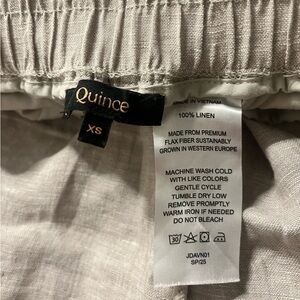 Quince
XS
MADE IN VIETNAM
100% LINEN
MADE FROM PREMIUM
FLAX FIBER SUSTAINABLY
GROWN IN WESTERN EUROPE
MACHINE WASH COLD
WITH LIKE COLORS
GENTLE CYCLE
TUMBLE DRY LOW
REMOVE PROMPTLY
WARM IRON IF NEEDED
DO NOT BLEACH
30
JDAVN01
SP/25